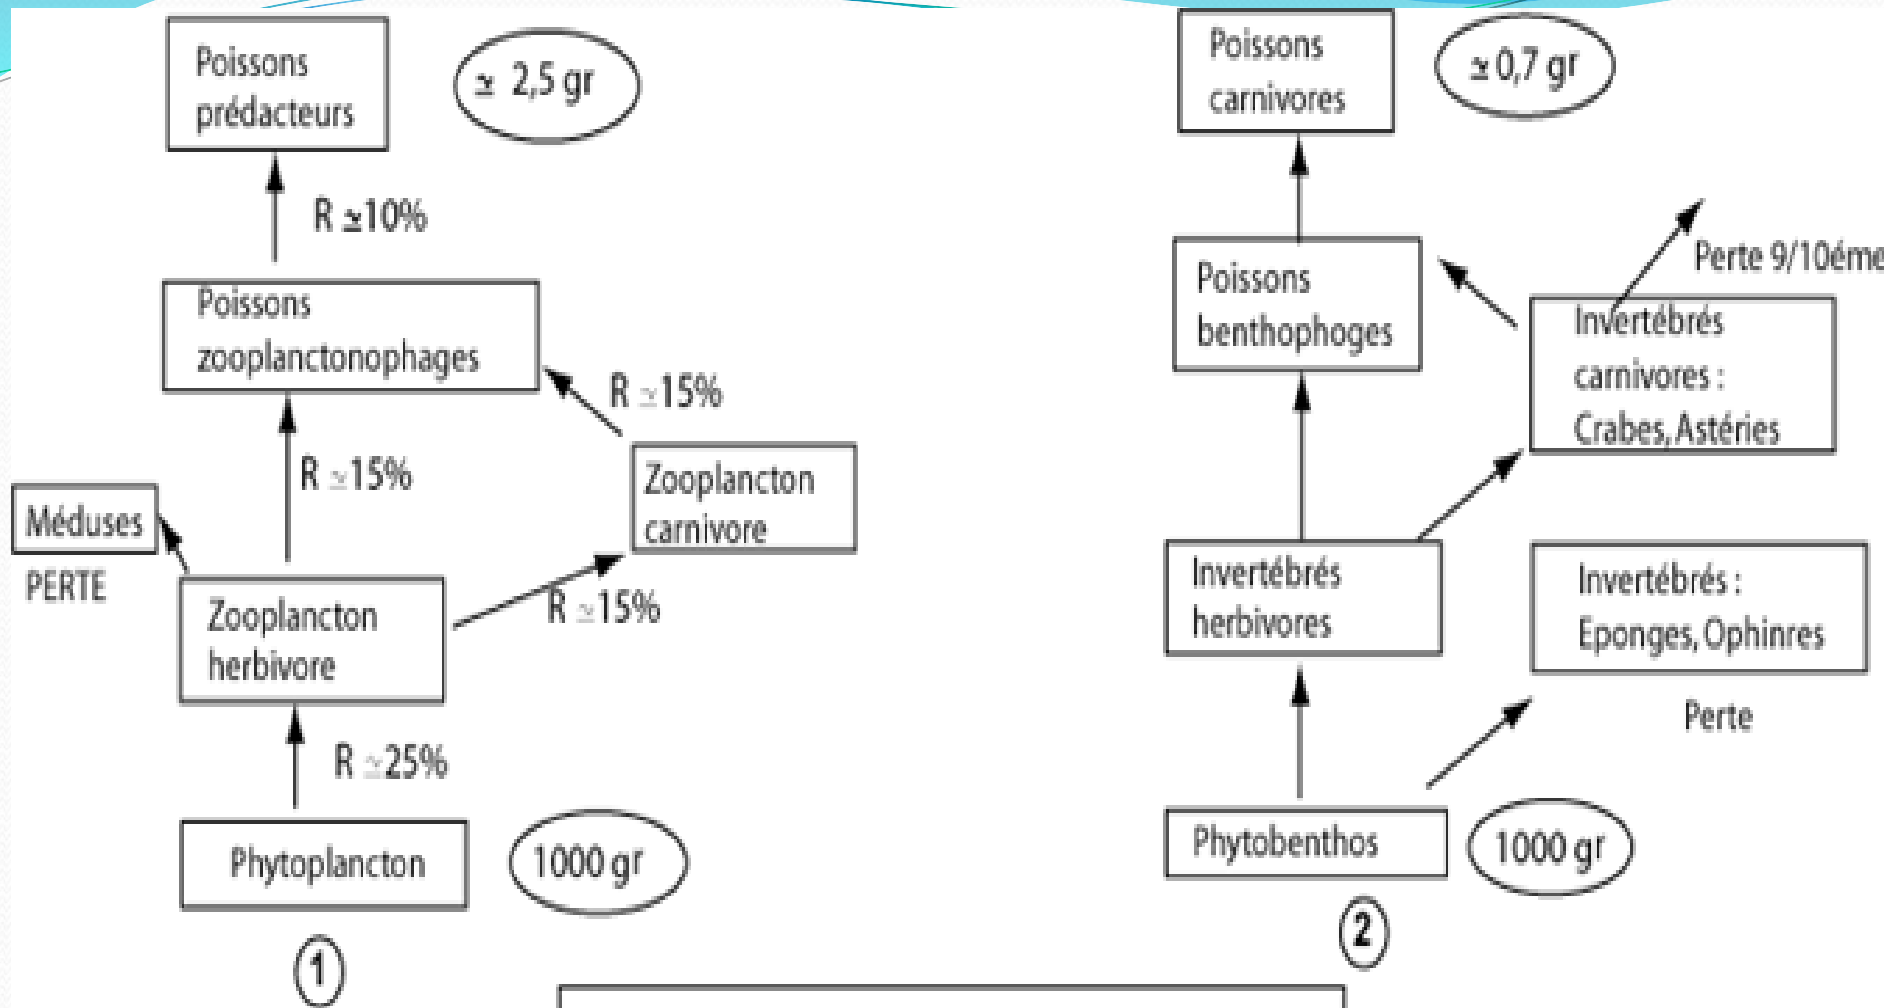 Poissons
prédacteurs
≃ 2,5 gr
R ≃10%
Poissons
zooplanctonophages
R ≃15%
R ≃15%
Zooplancton
carnivore
Méduses
PERTE
R ≃15%
Zooplancton
herbivore
R ≃25%
Phytoplancton
1000 gr
1
Poissons
carnivores
≃ 0,7 gr
Perte 9/10éme
Poissons
benthophoges
Invertébrés
carnivores :
Crabes, Astéries
Invertébrés
herbivores
Invertébrés :
Eponges, Ophinres
Perte
Phytobenthos
1000 gr
2